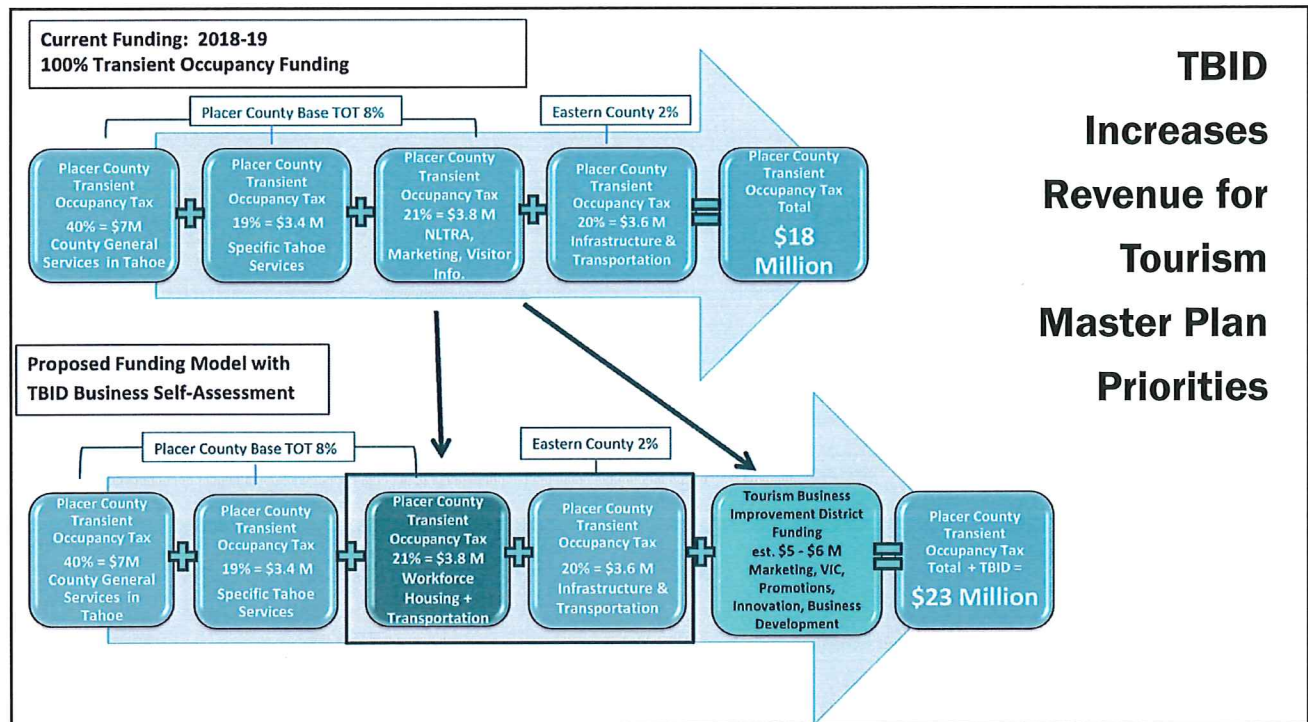 Current Funding: 2018-19
100% Transient Occupancy Funding
TBID
Increases
Revenue for
Tourism
Master Plan
Priorities
Placer County Base TOT 8%
Eastern County 2%
Placer County
Transient
Occupancy Tax
40% = $7M
County General
Services in Tahoe
Placer County
Transient
Occupancy Tax
19% = $3.4 M
Specific Tahoe
Services
Placer County
Transient
Occupancy Tax
21% = $3.8 M
NLTRA,
Marketing, Visitor
Info.
Placer County
Transient
Occupancy Tax
20% = $3.6 M
Infrastructure &
Transportation
Placer County
Transient
Occupancy Tax
Total
$18
Million
Proposed Funding Model with
TBID Business Self-Assessment
Placer County Base TOT 8%
Eastern County 2%
Placer County
Transient
Occupancy Tax
40% = $7M
County General
Services in
Tahoe
Placer County
Transient
Occupancy Tax
19% = $3.4 M
Specific Tahoe
Services
Placer County
Transient
Occupancy Tax
21% = $3.8 M
Workforce
Housing +
Transportation
Placer County
Transient
Occupancy Tax
20% = $3.6 M
Infrastructure &
Transportation
Tourism Business
Improvement District
Funding
est. $5 - $6 M
Marketing, VIC,
Promotions,
Innovation, Business
Development
Placer County
Transient
Occupancy Tax
Total + TBID =
$23 Million